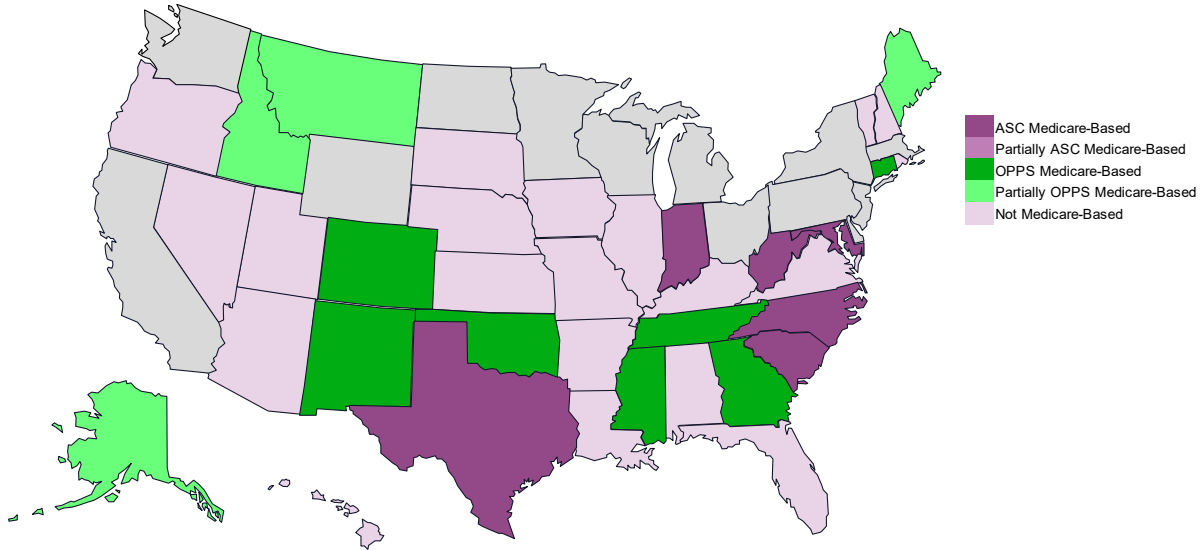 ASC Medicare-Based
Partially ASC Medicare-Based
OPPS Medicare-Based
Partially OPPS Medicare-Based
Not Medicare-Based